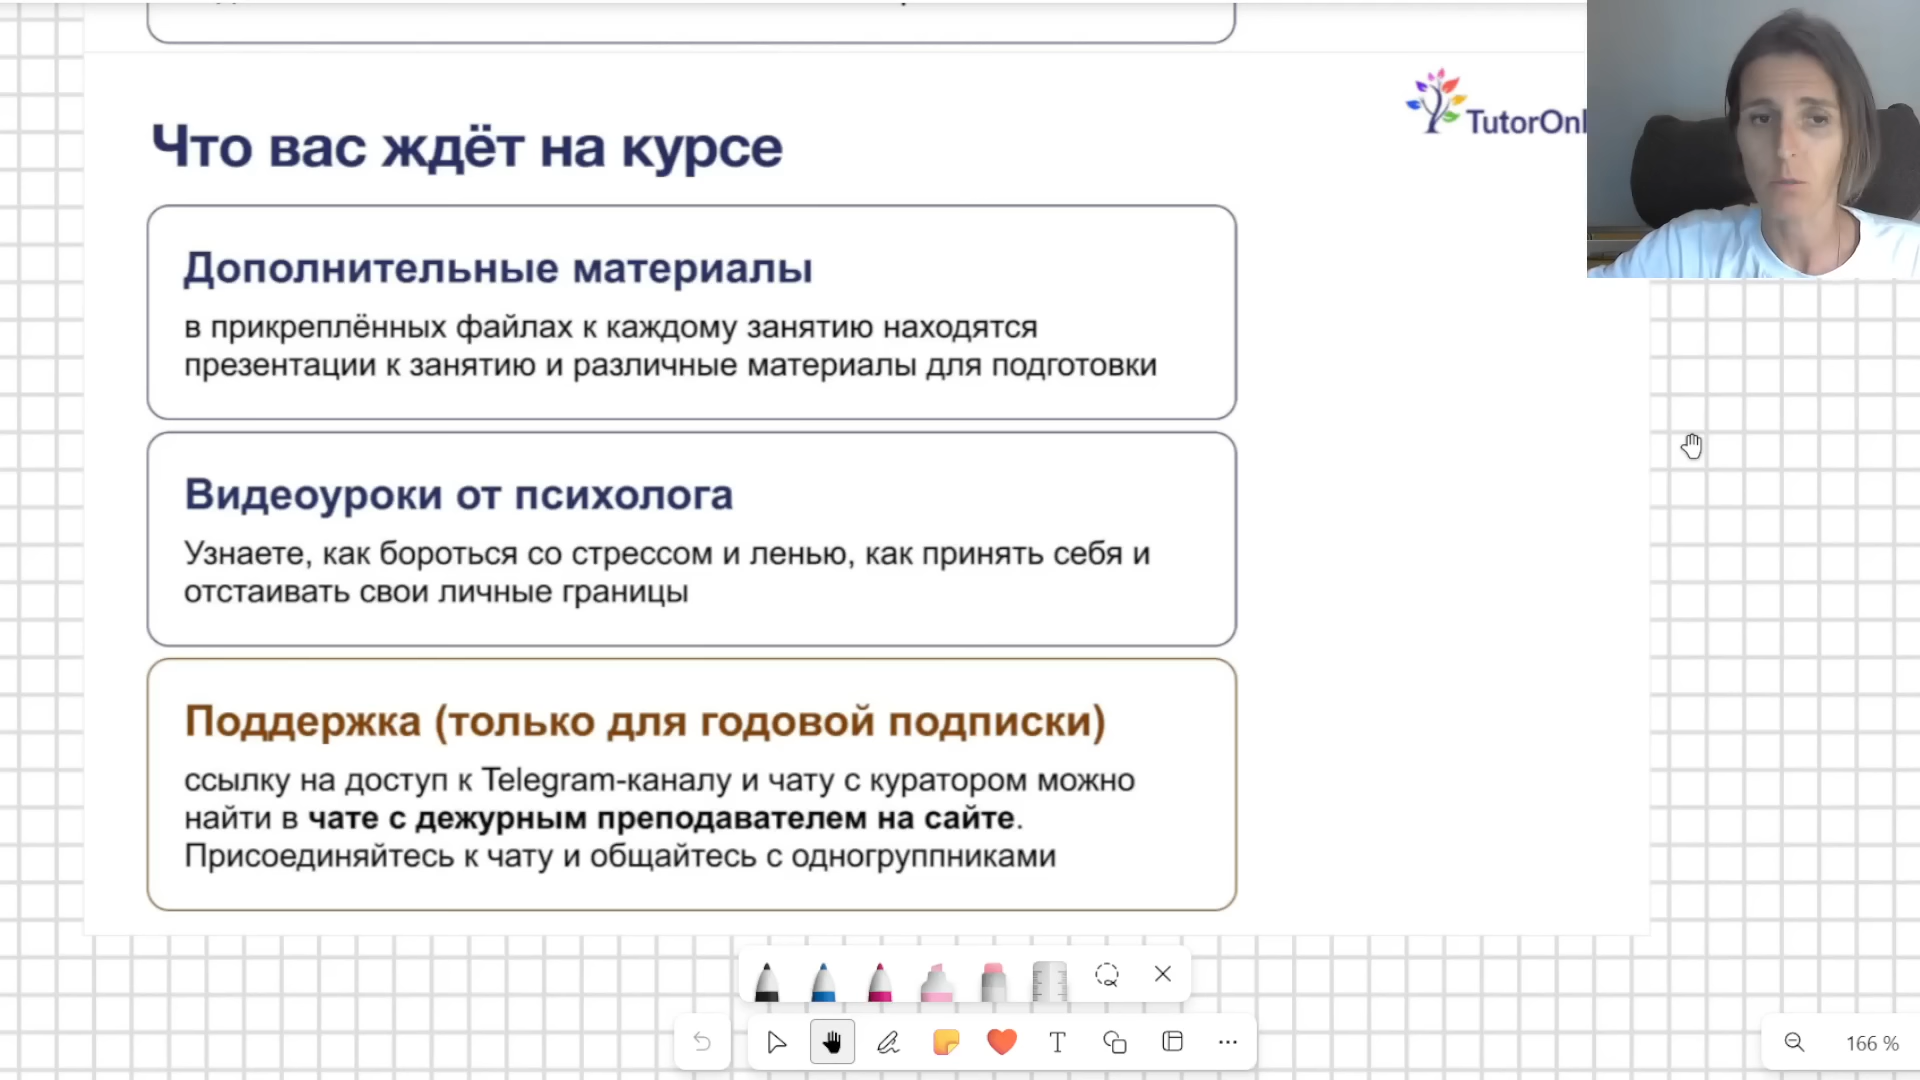 TutorOnl
Что вас ждёт на курсе
Дополнительные материалы
в прикреплённых файлах к каждому занятию находятся
презентации к занятию и различные материалы для подготовки
Видеоуроки от психолога
Узнаете, как бороться со стрессом и ленью, как принять себя и
отстаивать свои личные границы
Поддержка (только для годовой подписки)
ссылку на доступ к Telegram-каналу и чату с куратором можно
найти в чате с дежурным преподавателем на сайте.
Присоединяйтесь к чату и общайтесь с одногруппниками
166 %